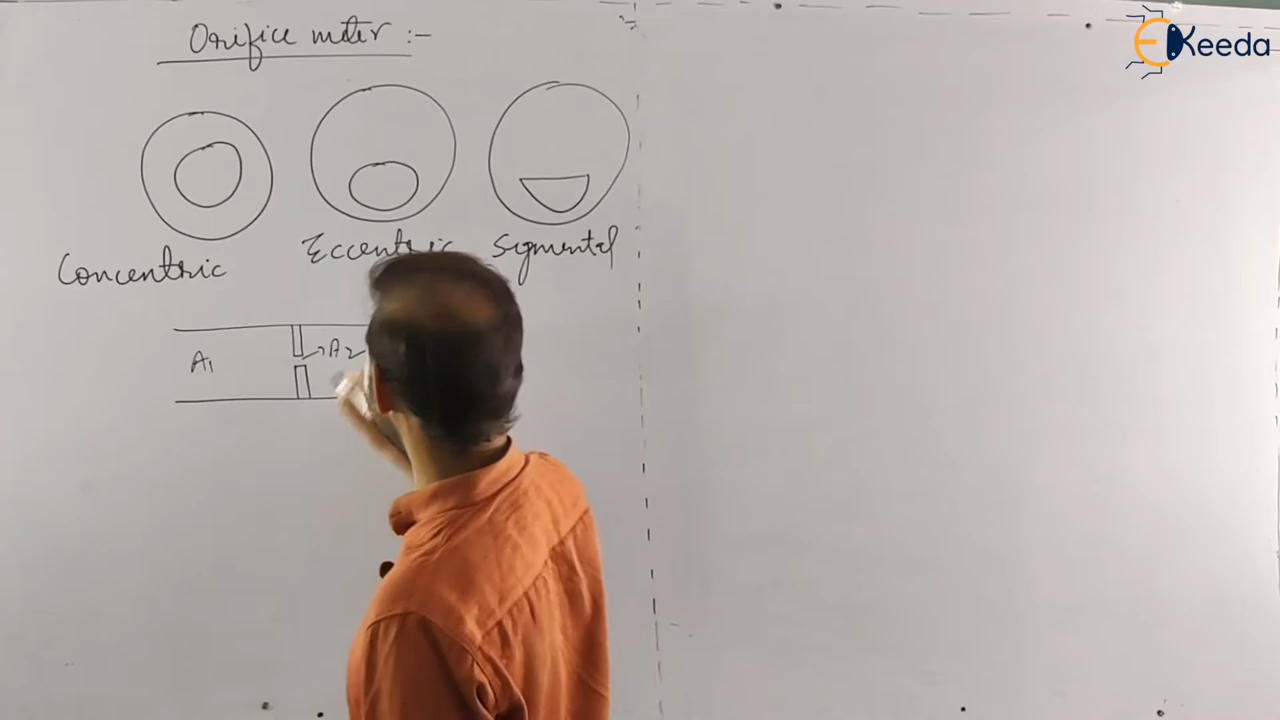 Orifice meter :-
EKeeda
Concentric
Eccentric
Segmental
A1
A2